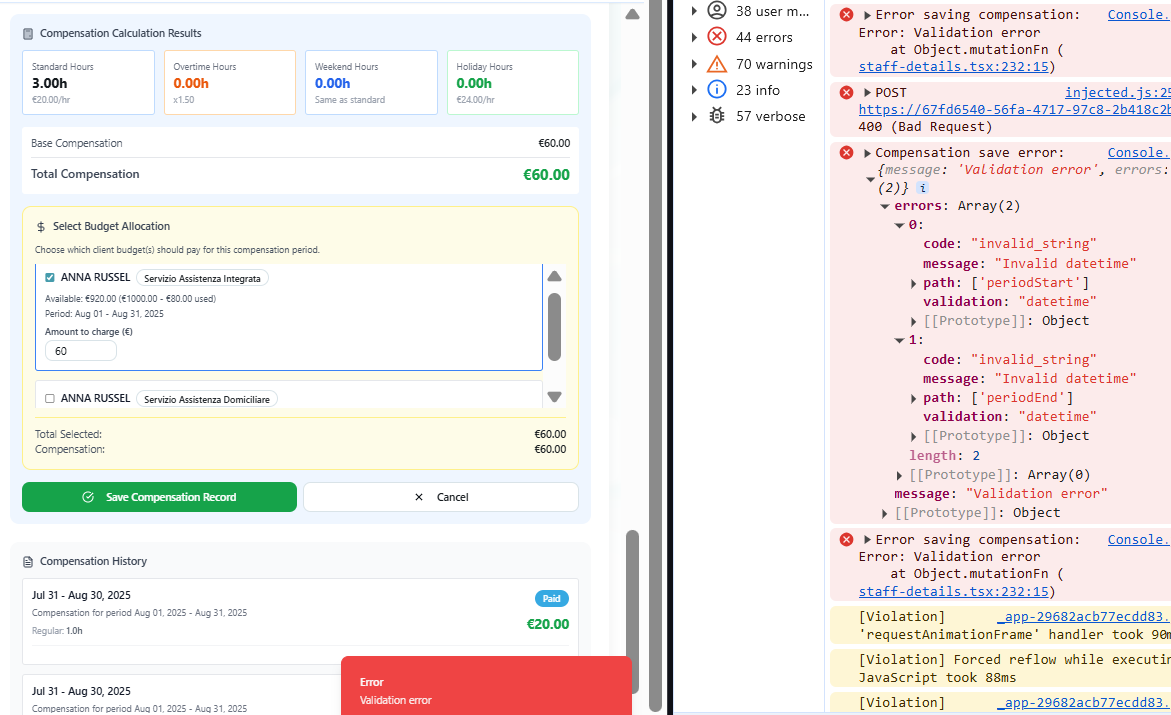 Compensation Calculation Results
Standard Hours
3.00h
€20.00/hr
Overtime Hours
0.00h
x1.50
Weekend Hours
0.00h
Same as standard
Holiday Hours
0.00h
€24.00/hr
Base Compensation €60.00
Total Compensation €60.00
$ Select Budget Allocation
Choose which client budget(s) should pay for this compensation period.
ANNA RUSSEL Servizio Assistenza Integrata
Available: €920.00 (€1000.00 - €80.00 used)
Period: Aug 01 - Aug 31, 2025
Amount to charge (€)
60
ANNA RUSSEL Servizio Assistenza Domiciliare
Total Selected: €60.00
Compensation: €60.00
Save Compensation Record
Cancel
Compensation History
Jul 31 - Aug 30, 2025
Paid
Compensation for period Aug 01, 2025 - Aug 31, 2025
€20.00
Regular: 1.0h
Jul 31 - Aug 30, 2025
Compensation for period Aug 01, 2025 - Aug 31, 2025
Error
Validation error
38 user m...
44 errors
70 warnings
23 info
57 verbose
Error saving compensation: Console.
Error: Validation error
at Object.mutationFn (
staff-details.tsx:232:15)
POST injected.js:25
https://67fd6540-56fa-4717-97c8-2b418c2b
400 (Bad Request)
Compensation save error: Console.
{message: 'Validation error', errors:
(2)} i
errors: Array(2)
0:
code: "invalid_string"
message: "Invalid datetime"
path: ['periodStart']
validation: "datetime"
[[Prototype]]: Object
1:
code: "invalid_string"
message: "Invalid datetime"
path: ['periodEnd']
validation: "datetime"
[[Prototype]]: Object
length: 2
[[Prototype]]: Array(0)
message: "Validation error"
[[Prototype]]: Object
Error saving compensation: Console.
Error: Validation error
at Object.mutationFn (
staff-details.tsx:232:15)
[Violation] _app-29682acb77ecdd83.
'requestAnimationFrame' handler took 90m
[Violation] Forced reflow while executin
JavaScript took 88ms
[Violation] _app-29682acb77ecdd83.